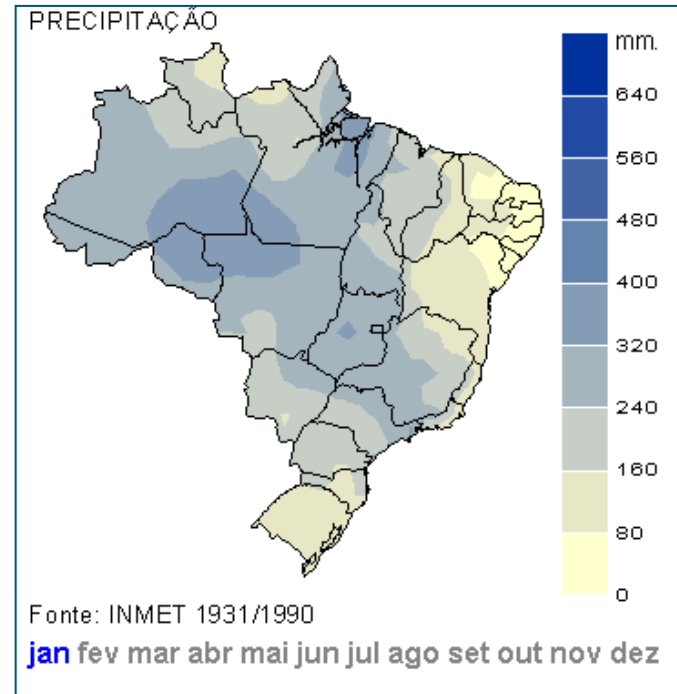 PRECIPITAÇÃO
mm.
640
560
480
400
320
240
160
80
0
Fonte: INMET 1931/1990
jan fev mar abr mai jun jul ago set out nov dez